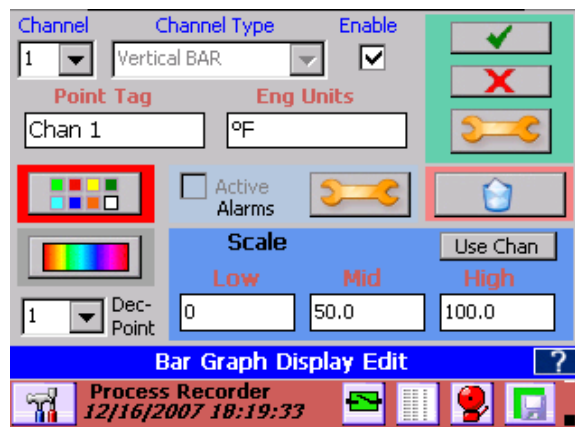 Channel Channel Type Enable
1 Vertical BAR
Point Tag Eng Units
Chan 1 ºF
Active
Alarms
Scale Use Chan
Low Mid High
1 Dec-
Point
0 50.0 100.0
Bar Graph Display Edit ?
Process Recorder
12/16/2007 18:19:33